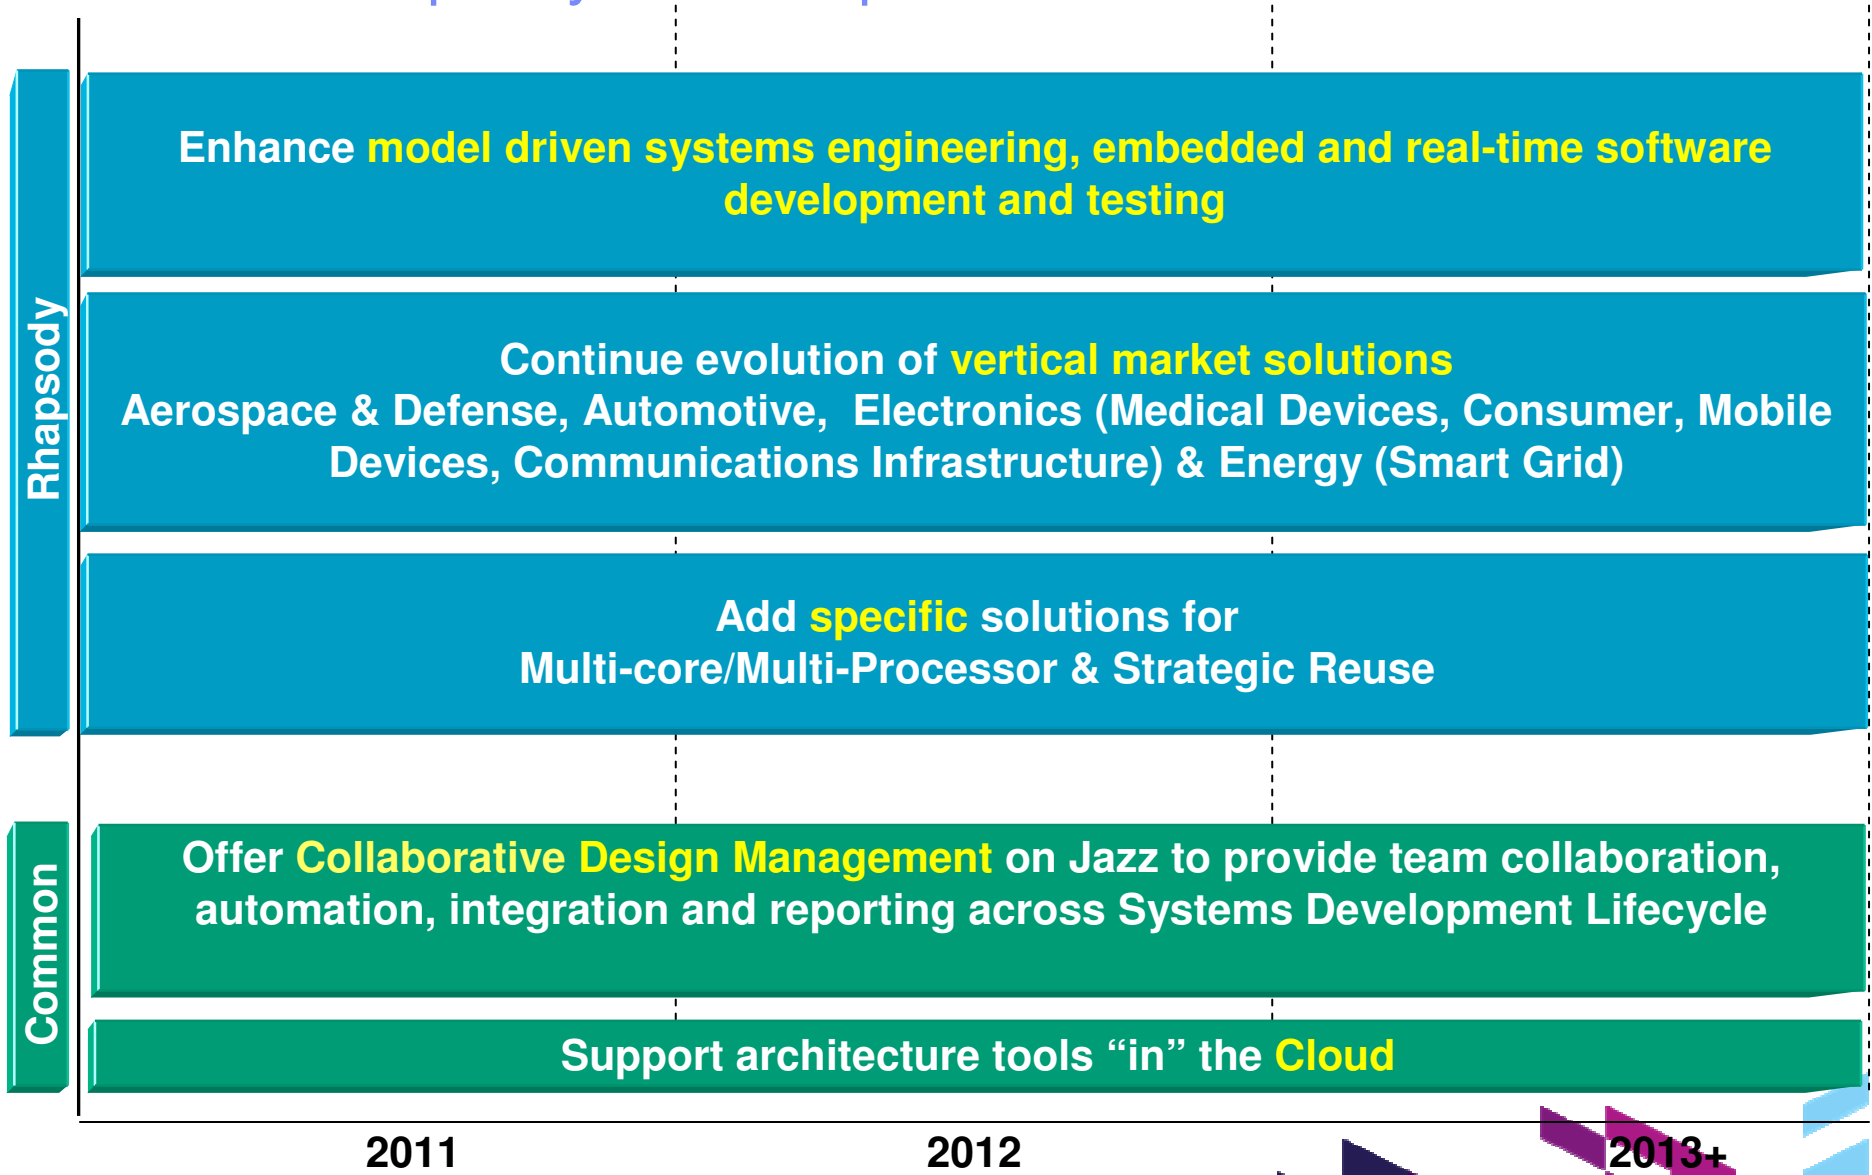 Rhapsody
Enhance model driven systems engineering, embedded and real-time software
development and testing
Continue evolution of vertical market solutions
Aerospace & Defense, Automotive, Electronics (Medical Devices, Consumer, Mobile
Devices, Communications Infrastructure) & Energy (Smart Grid)
Add specific solutions for
Multi-core/Multi-Processor & Strategic Reuse
Common
Offer Collaborative Design Management on Jazz to provide team collaboration,
automation, integration and reporting across Systems Development Lifecycle
Support architecture tools “in” the Cloud
2011
2012
2013+